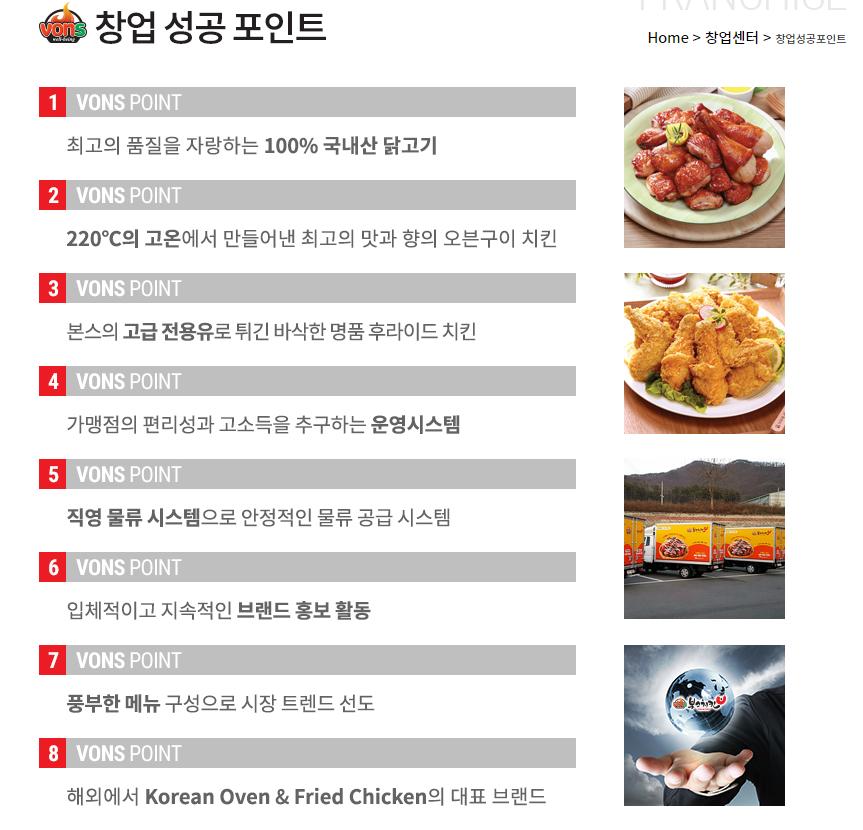 FRANCHISE
vons
well-being
창업 성공 포인트
Home > 창업센터 > 창업성공포인트
1 VONS POINT
최고의 품질을 자랑하는 100% 국내산 닭고기
2 VONS POINT
220℃의 고온에서 만들어낸 최고의 맛과 향의 오븐구이 치킨
3 VONS POINT
본스의 고급 전용유로 튀긴 바삭한 명품 후라이드 치킨
4 VONS POINT
가맹점의 편리성과 고소득을 추구하는 운영시스템
5 VONS POINT
직영 물류 시스템으로 안정적인 물류 공급 시스템
6 VONS POINT
입체적이고 지속적인 브랜드 홍보 활동
7 VONS POINT
풍부한 메뉴 구성으로 시장 트렌드 선도
8 VONS POINT
해외에서 Korean Oven & Fried Chicken의 대표 브랜드